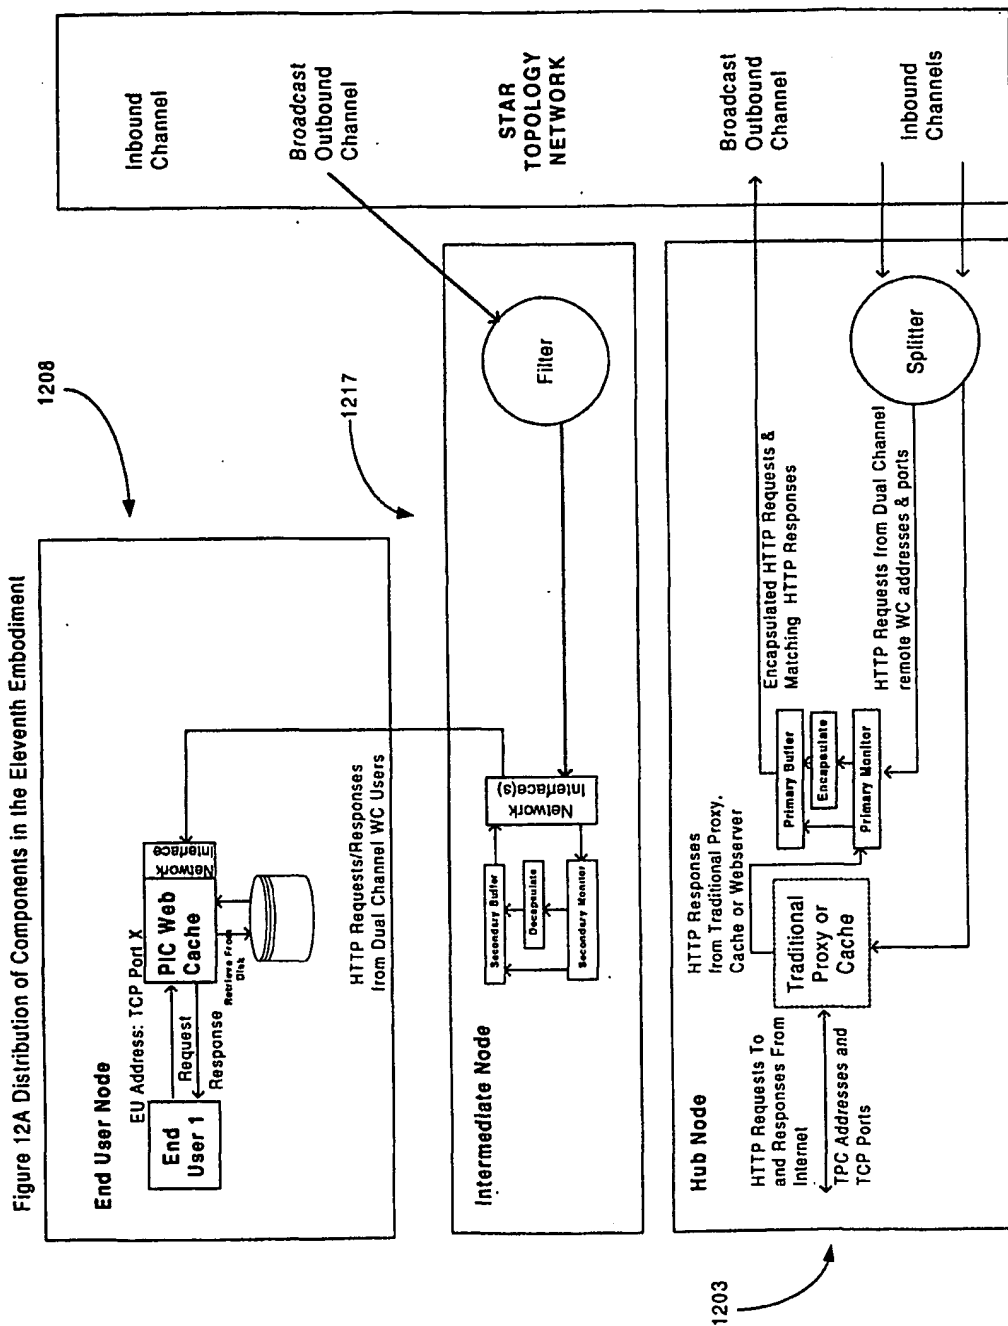 Figure 12A Distribution of Components in the Eleventh Embodiment
1208
End User Node
EU Address: TCP Port X
End
User 1
Request
Response
PIC Web
Cache
Network
Interface
Retrieve From
Disk
HTTP Requests/Responses
from Dual Channel WC Users
1217
Intermediate Node
Secondary Buffer
Decapsulate
Secondary Monitor
Network
Interface(s)
Filter
1203
Hub Node
HTTP Requests To
and Responses From
Internet
TPC Addresses and
TCP Ports
HTTP Responses
from Traditional Proxy,
Cache or Webserver
Traditional
Proxy or
Cache
Primary Buffer
Encapsulate
Primary Monitor
Encapsulated HTTP Requests &
Matching HTTP Responses
HTTP Requests from Dual Channel
remote WC addresses & ports
Splitter
Inbound
Channel
Broadcast
Outbound
Channel
STAR
TOPOLOGY
NETWORK
Broadcast
Outbound
Channel
Inbound
Channels